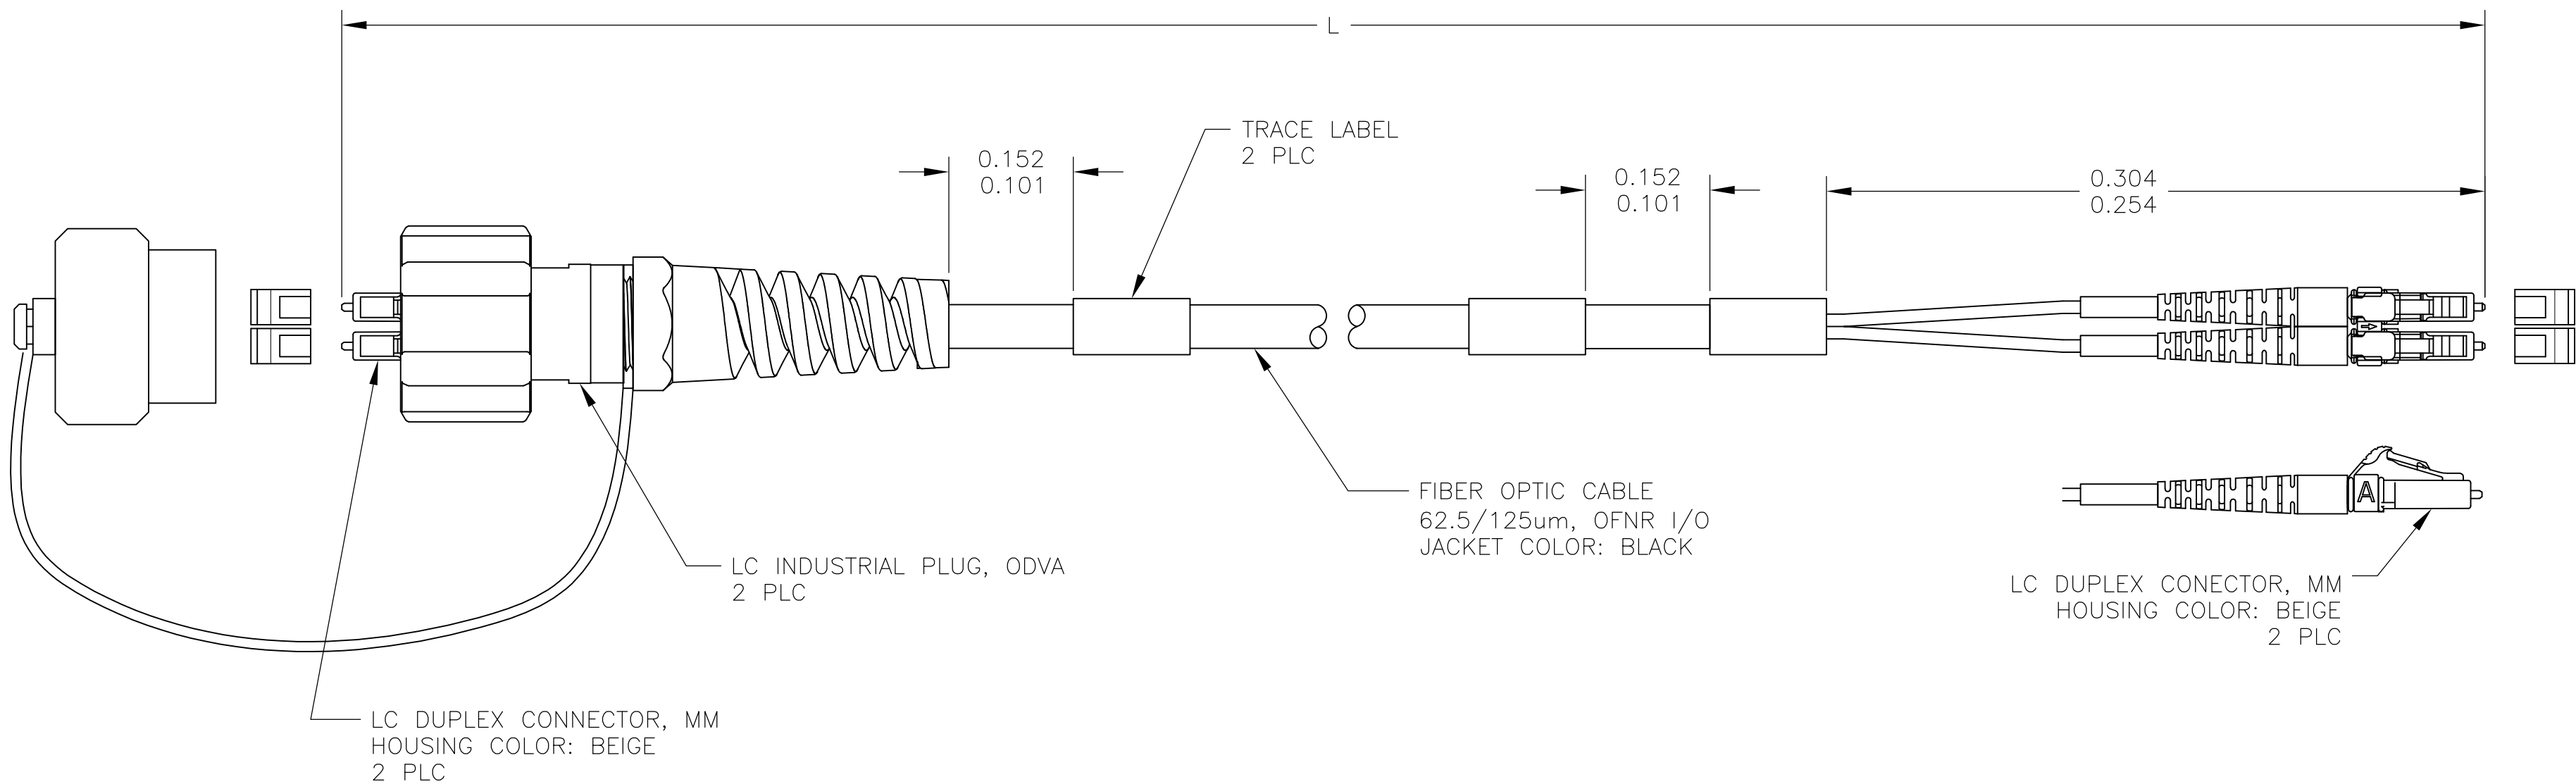 L
TRACE LABEL
2 PLC
0.152
0.101
0.152
0.101
0.304
0.254
FIBER OPTIC CABLE
62.5/125um, OFNR I/O
JACKET COLOR: BLACK
A
LC INDUSTRIAL PLUG, ODVA
2 PLC
LC DUPLEX CONECTOR, MM
HOUSING COLOR: BEIGE
2 PLC
LC DUPLEX CONNECTOR, MM
HOUSING COLOR: BEIGE
2 PLC